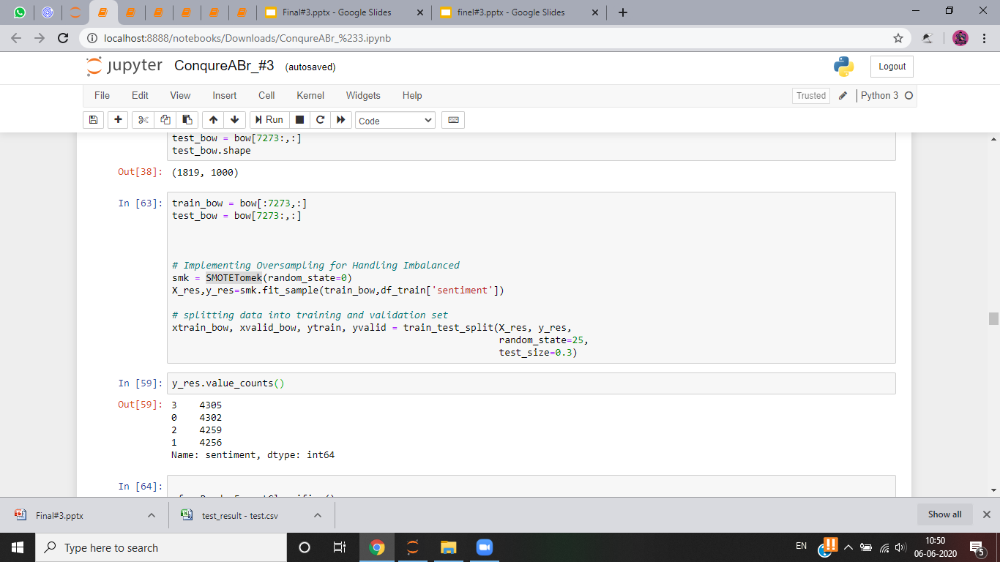 Final#3.pptx - Google Slides
finel#3.pptx - Google Slides
localhost:8888/notebooks/Downloads/ConqureABr_%233.ipynb
jupyter ConqureABr_#3 (autosaved)
Logout
File Edit View Insert Cell Kernel Widgets Help
Trusted
Python 3
Run
Code
test_bow = bow[7273:,:]
test_bow.shape
Out[38]: (1819, 1000)
In [63]: train_bow = bow[:7273,:]
test_bow = bow[7273:,:]
# Implementing Oversampling for Handling Imbalanced
smk = SMOTETomek(random_state=0)
X_res,y_res=smk.fit_sample(train_bow,df_train['sentiment'])
# splitting data into training and validation set
xtrain_bow, xvalid_bow, ytrain, yvalid = train_test_split(X_res, y_res,
random_state=25,
test_size=0.3)
In [59]: y_res.value_counts()
Out[59]: 3 4305
0 4302
2 4259
1 4256
Name: sentiment, dtype: int64
In [64]:
Final#3.pptx
test_result - test.csv
Show all
Type here to search
EN
10:50
06-06-2020
5